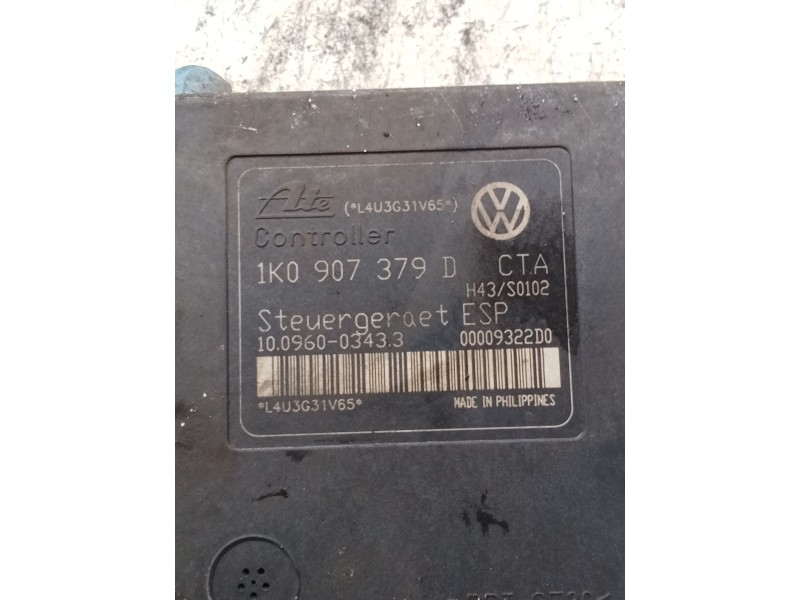 Ate (*L4U3G31V65*)
Controller
1K0 907 379 D CTA
H43/S0102
Steuergeraet ESP
10.0960-0343.3 00009322D0
*L4U3G31V65* MADE IN PHILIPPINES